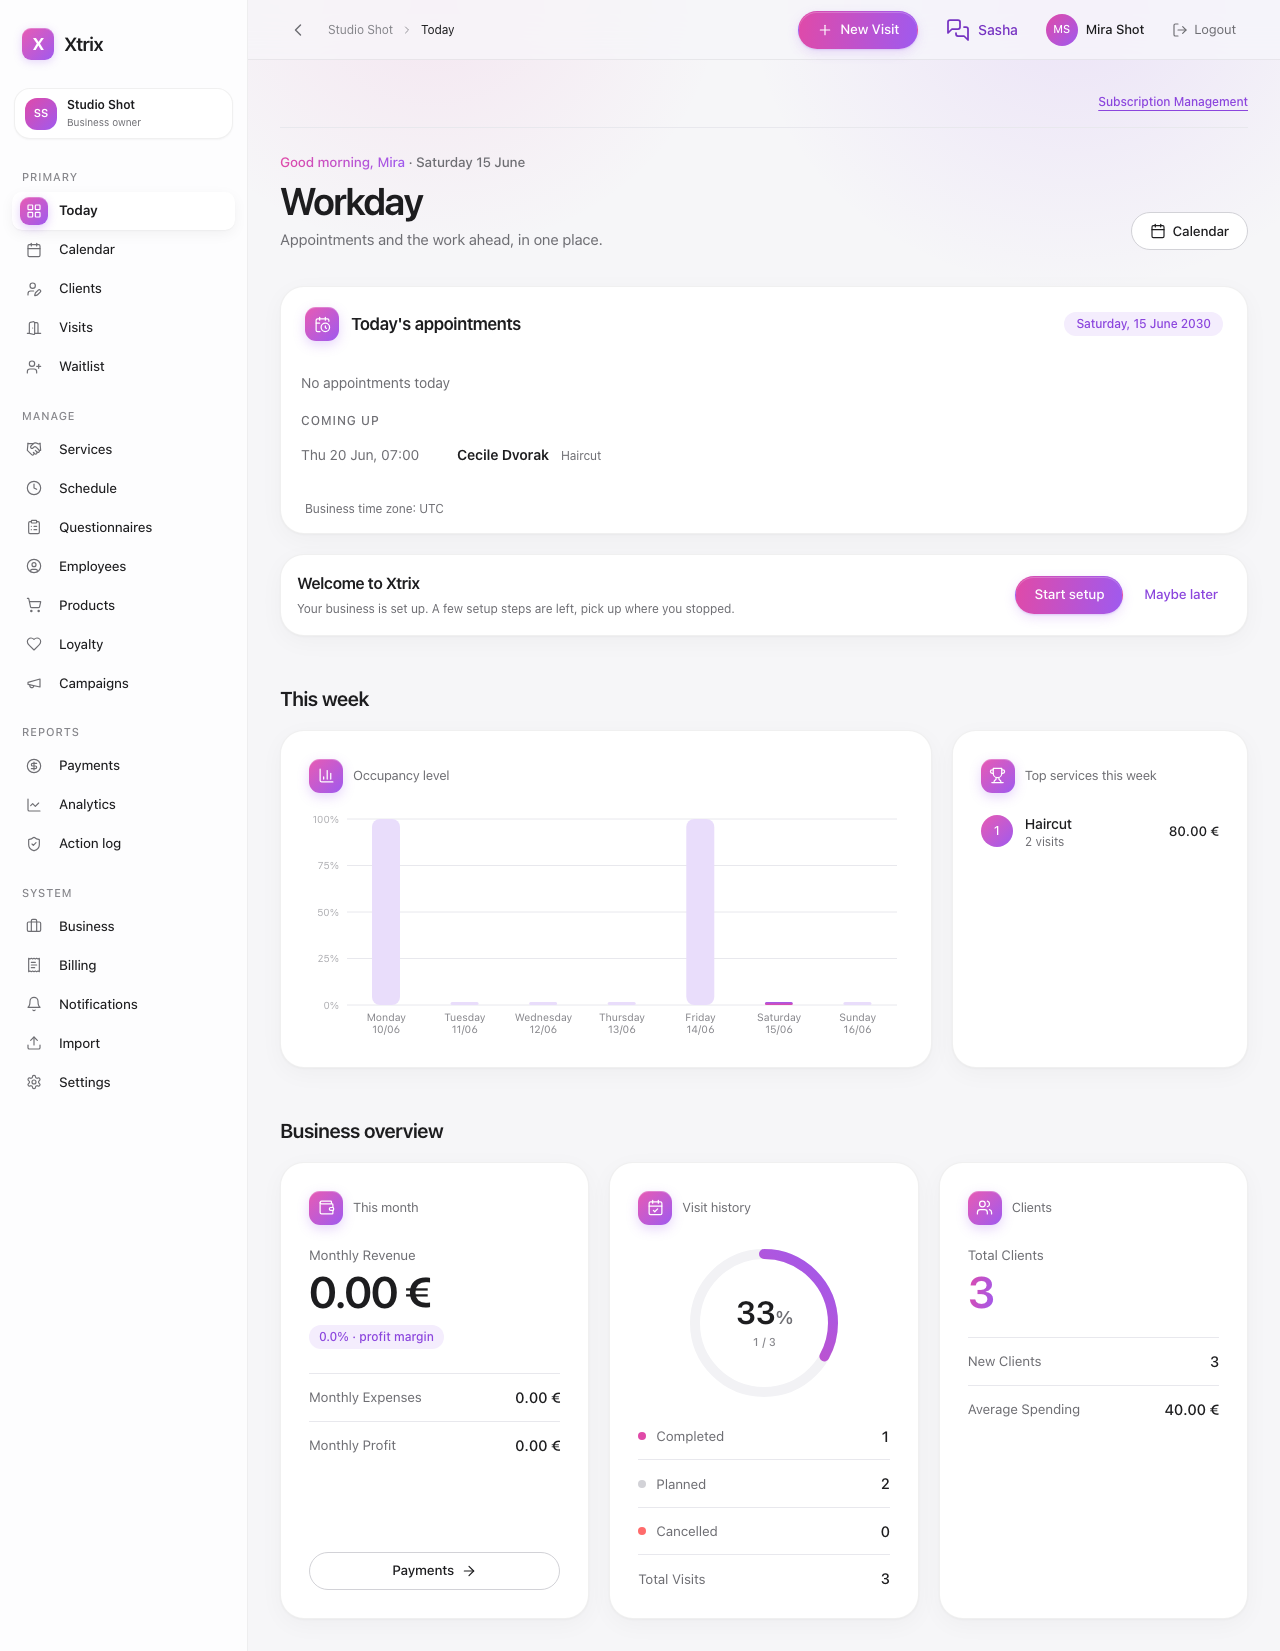 X Xtrix
SS Studio Shot
Business owner
PRIMARY
Today
Calendar
Clients
Visits
Waitlist
MANAGE
Services
Schedule
Questionnaires
Employees
Products
Loyalty
Campaigns
REPORTS
Payments
Analytics
Action log
SYSTEM
Business
Billing
Notifications
Import
Settings
Studio Shot > Today
New Visit
Sasha
MS Mira Shot
Logout
Subscription Management
Good morning, Mira · Saturday 15 June
Workday
Appointments and the work ahead, in one place.
Calendar
Today's appointments
Saturday, 15 June 2030
No appointments today
COMING UP
Thu 20 Jun, 07:00 Cecile Dvorak Haircut
Business time zone: UTC
Welcome to Xtrix
Your business is set up. A few setup steps are left, pick up where you stopped.
Start setup
Maybe later
This week
Occupancy level
100%
75%
50%
25%
0%
Monday 10/06
Tuesday 11/06
Wednesday 12/06
Thursday 13/06
Friday 14/06
Saturday 15/06
Sunday 16/06
Top services this week
1 Haircut 80.00 €
2 visits
Business overview
This month
Monthly Revenue
0.00 €
0.0% · profit margin
Monthly Expenses 0.00 €
Monthly Profit 0.00 €
Payments
Visit history
33%
1 / 3
Completed 1
Planned 2
Cancelled 0
Total Visits 3
Clients
Total Clients
3
New Clients 3
Average Spending 40.00 €